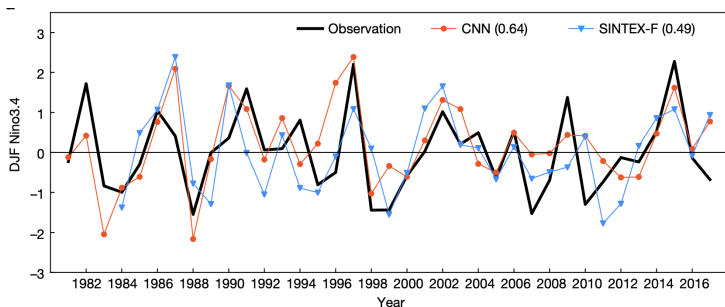 Observation CNN (0.64) SINTEX-F (0.49)
3
2
1
0
−1
−2
−3
DJF Nino3.4
1982 1984 1986 1988 1990 1992 1994 1996 1998 2000 2002 2004 2006 2008 2010 2012 2014 2016
Year